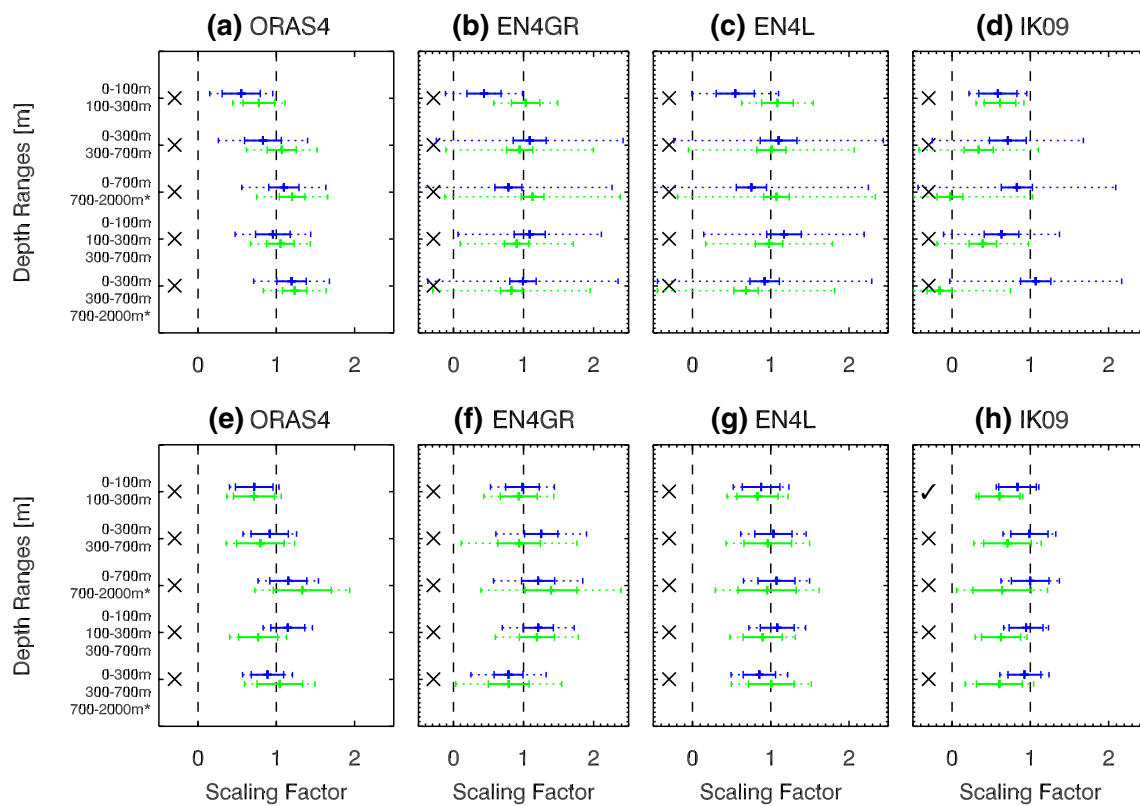 (a) ORAS4 (b) EN4GR (c) EN4L (d) IK09
Depth Ranges [m]
0-100m
100-300m
0-300m
300-700m
0-700m
700-2000m*
0-100m
100-300m
300-700m
0-300m
300-700m
700-2000m*
0 1 2 0 1 2 0 1 2 0 1 2
(e) ORAS4 (f) EN4GR (g) EN4L (h) IK09
Depth Ranges [m]
0-100m
100-300m
0-300m
300-700m
0-700m
700-2000m*
0-100m
100-300m
300-700m
0-300m
300-700m
700-2000m*
0 1 2 0 1 2 0 1 2 0 1 2
Scaling Factor Scaling Factor Scaling Factor Scaling Factor